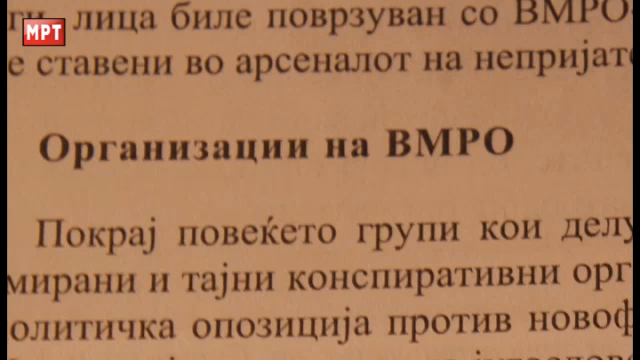 МРТ
лица биле поврзуван со ВМРО
е ставени во арсеналот на непријате
Организации на ВМРО
Покрај повеќето групи кои делу
мирани и тајни конспиративни орг
олитичка опозиција против новоф